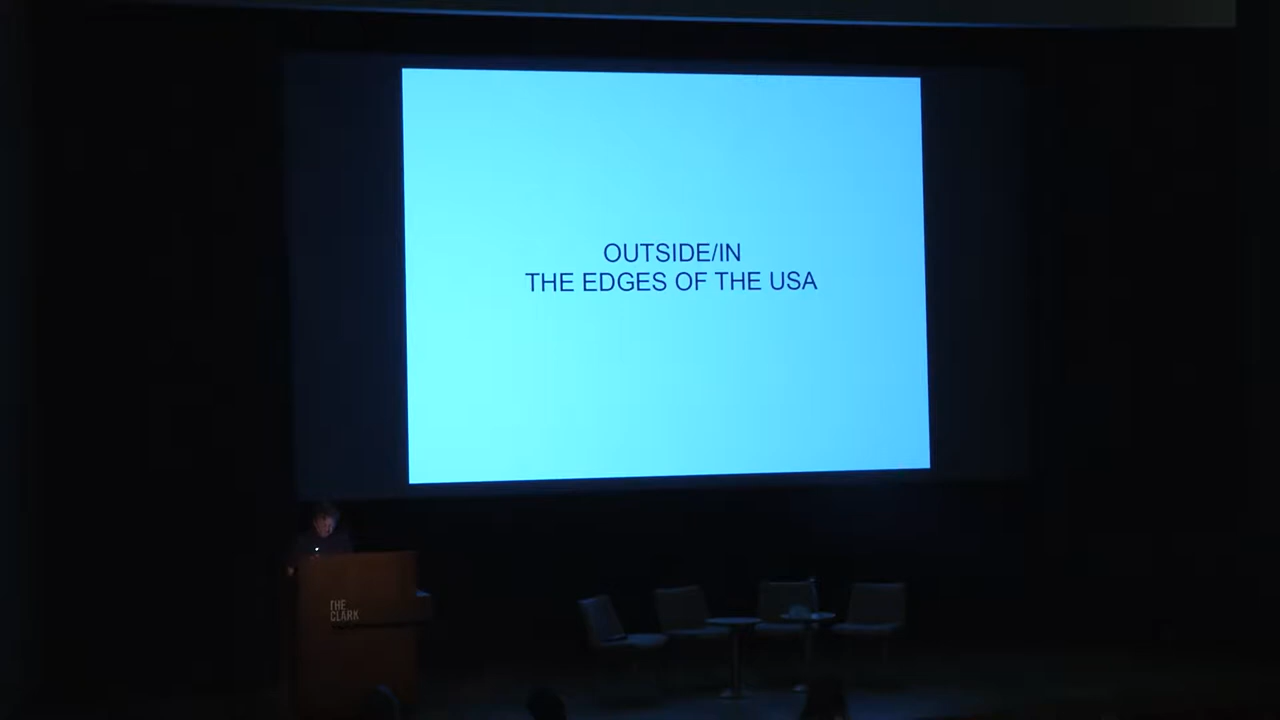 OUTSIDE/IN
THE EDGES OF THE USA
THE
CLARK